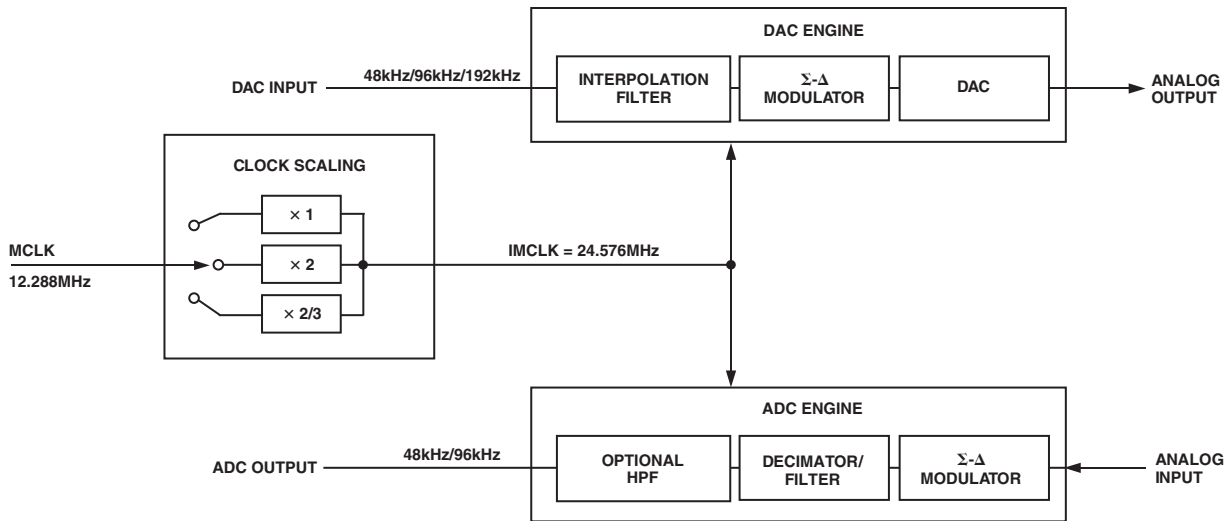 DAC ENGINE
48kHz/96kHz/192kHz
DAC INPUT
INTERPOLATION
FILTER
Σ-Δ
MODULATOR
DAC
ANALOG
OUTPUT
CLOCK SCALING
× 1
MCLK
12.288MHz
× 2
IMCLK = 24.576MHz
× 2/3
ADC ENGINE
48kHz/96kHz
ADC OUTPUT
OPTIONAL
HPF
DECIMATOR/
FILTER
Σ-Δ
MODULATOR
ANALOG
INPUT